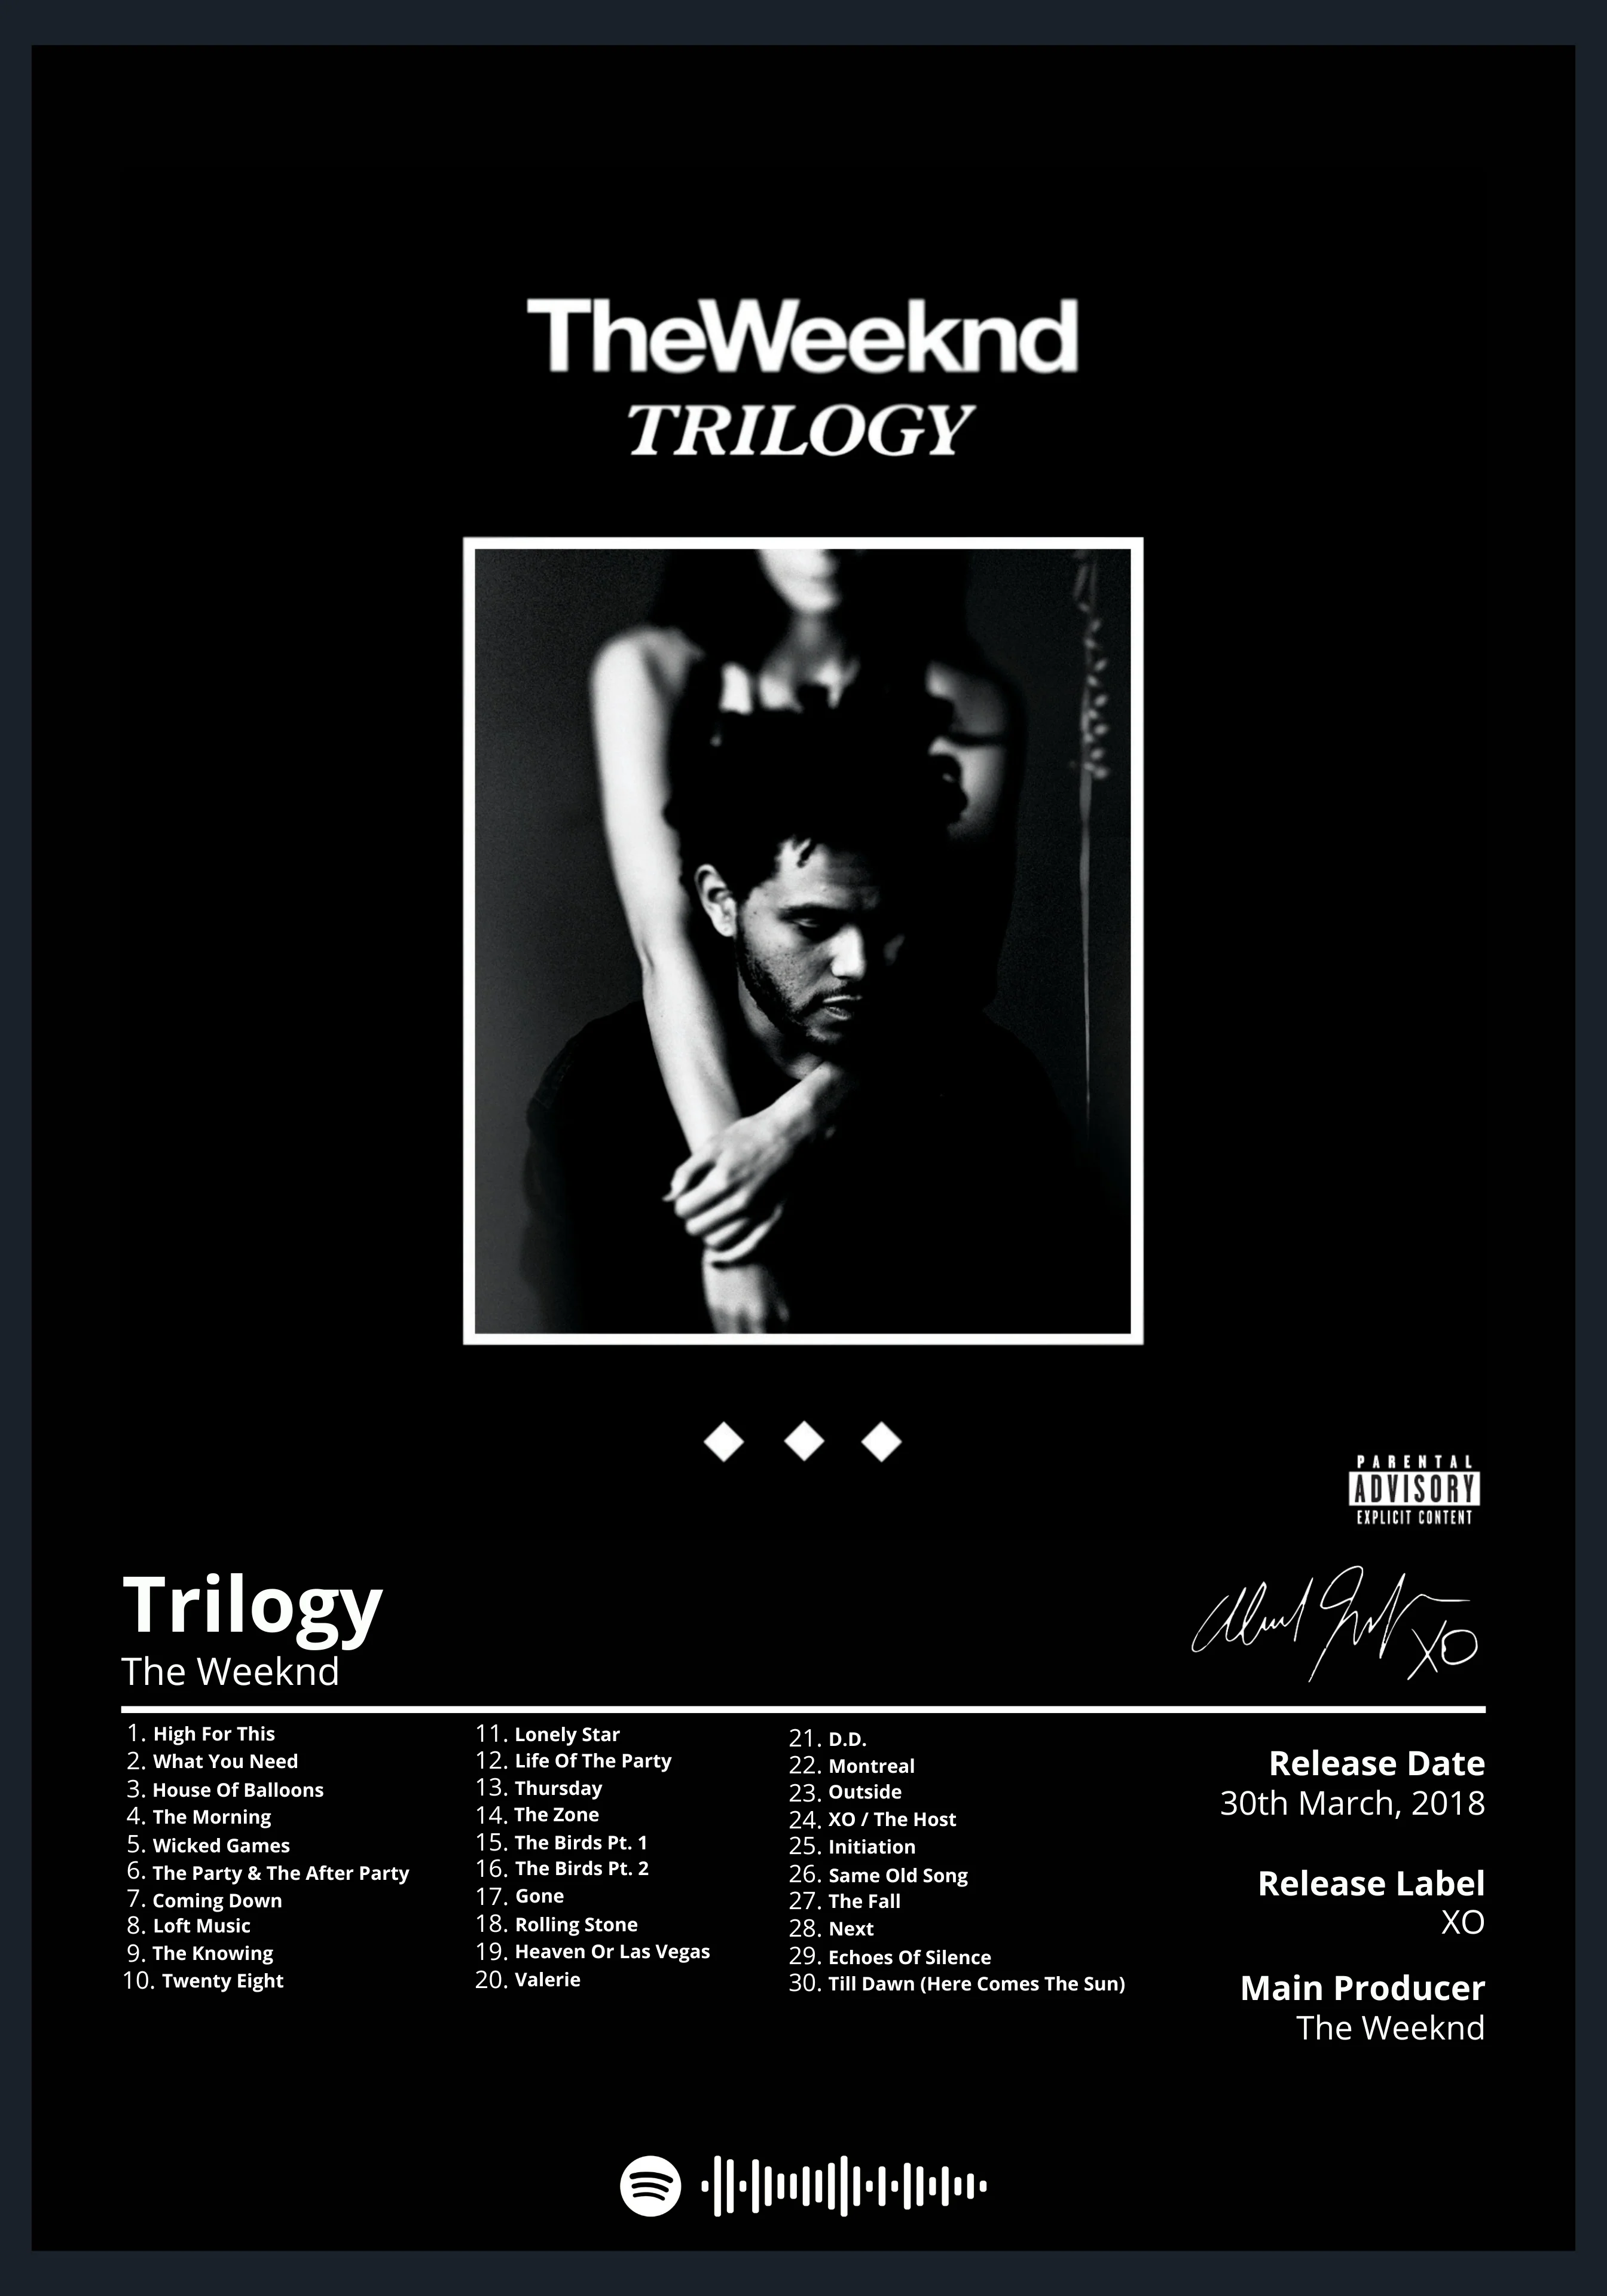 TheWeeknd
TRILOGY
PARENTAL
ADVISORY
EXPLICIT CONTENT
Trilogy
The Weeknd
XO
1. High For This
2. What You Need
3. House Of Balloons
4. The Morning
5. Wicked Games
6. The Party & The After Party
7. Coming Down
8. Loft Music
9. The Knowing
10. Twenty Eight
11. Lonely Star
12. Life Of The Party
13. Thursday
14. The Zone
15. The Birds Pt. 1
16. The Birds Pt. 2
17. Gone
18. Rolling Stone
19. Heaven Or Las Vegas
20. Valerie
21. D.D.
22. Montreal
23. Outside
24. XO / The Host
25. Initiation
26. Same Old Song
27. The Fall
28. Next
29. Echoes Of Silence
30. Till Dawn (Here Comes The Sun)
Release Date
30th March, 2018
Release Label
XO
Main Producer
The Weeknd